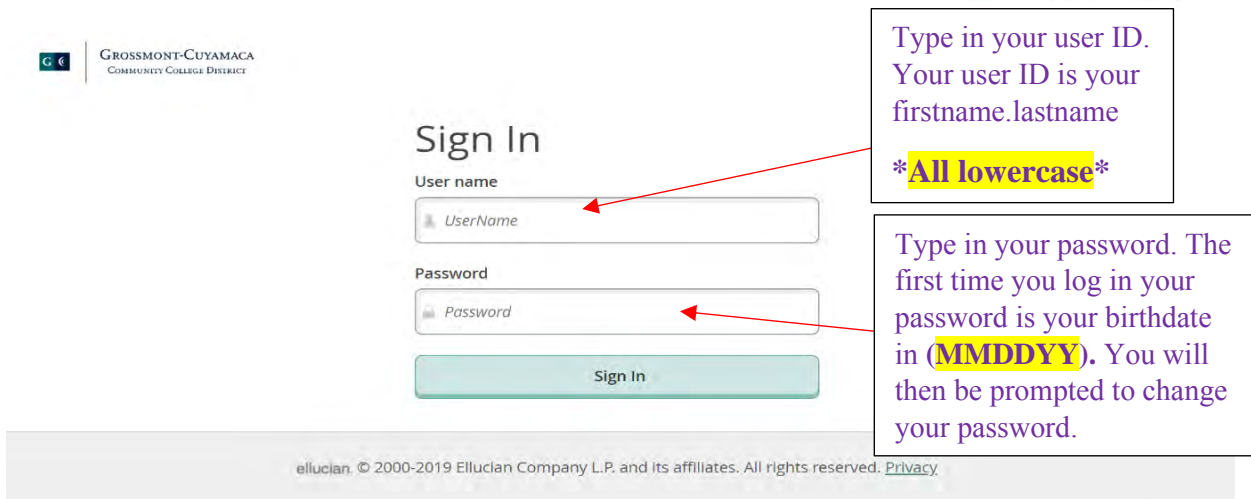 GROSSMONT-CUYAMACA
COMMUNITY COLLEGE DISTRICT
Sign In
User name
UserName
Password
Password
Sign In
Type in your user ID.
Your user ID is your
firstname.lastname
*All lowercase*
Type in your password. The
first time you log in your
password is your birthdate
in (MMDDYY). You will
then be prompted to change
your password.
ellucian © 2000-2019 Ellucian Company L.P. and its affiliates. All rights reserved. Privacy